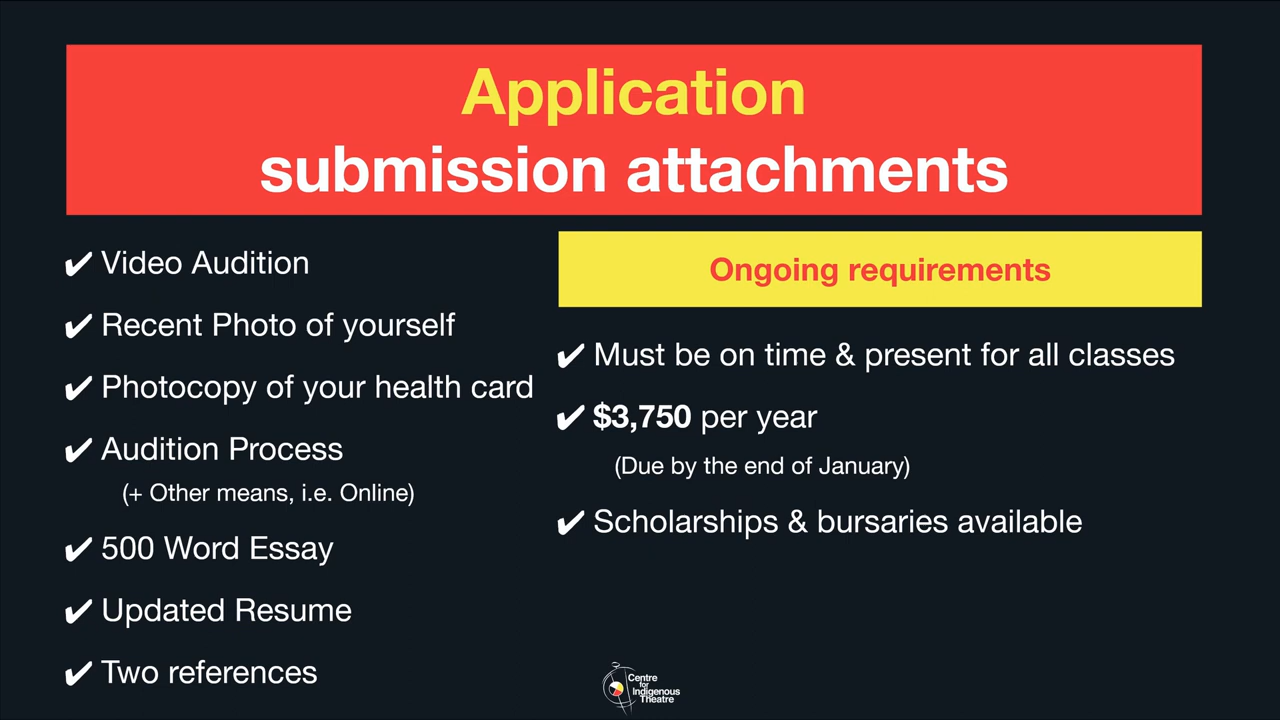 Application
submission attachments
✔ Video Audition
✔ Recent Photo of yourself
✔ Photocopy of your health card
✔ Audition Process
(+ Other means, i.e. Online)
✔ 500 Word Essay
✔ Updated Resume
✔ Two references
Ongoing requirements
✔ Must be on time & present for all classes
✔ $3,750 per year
(Due by the end of January)
✔ Scholarships & bursaries available
Centre
for
Indigenous
Theatre